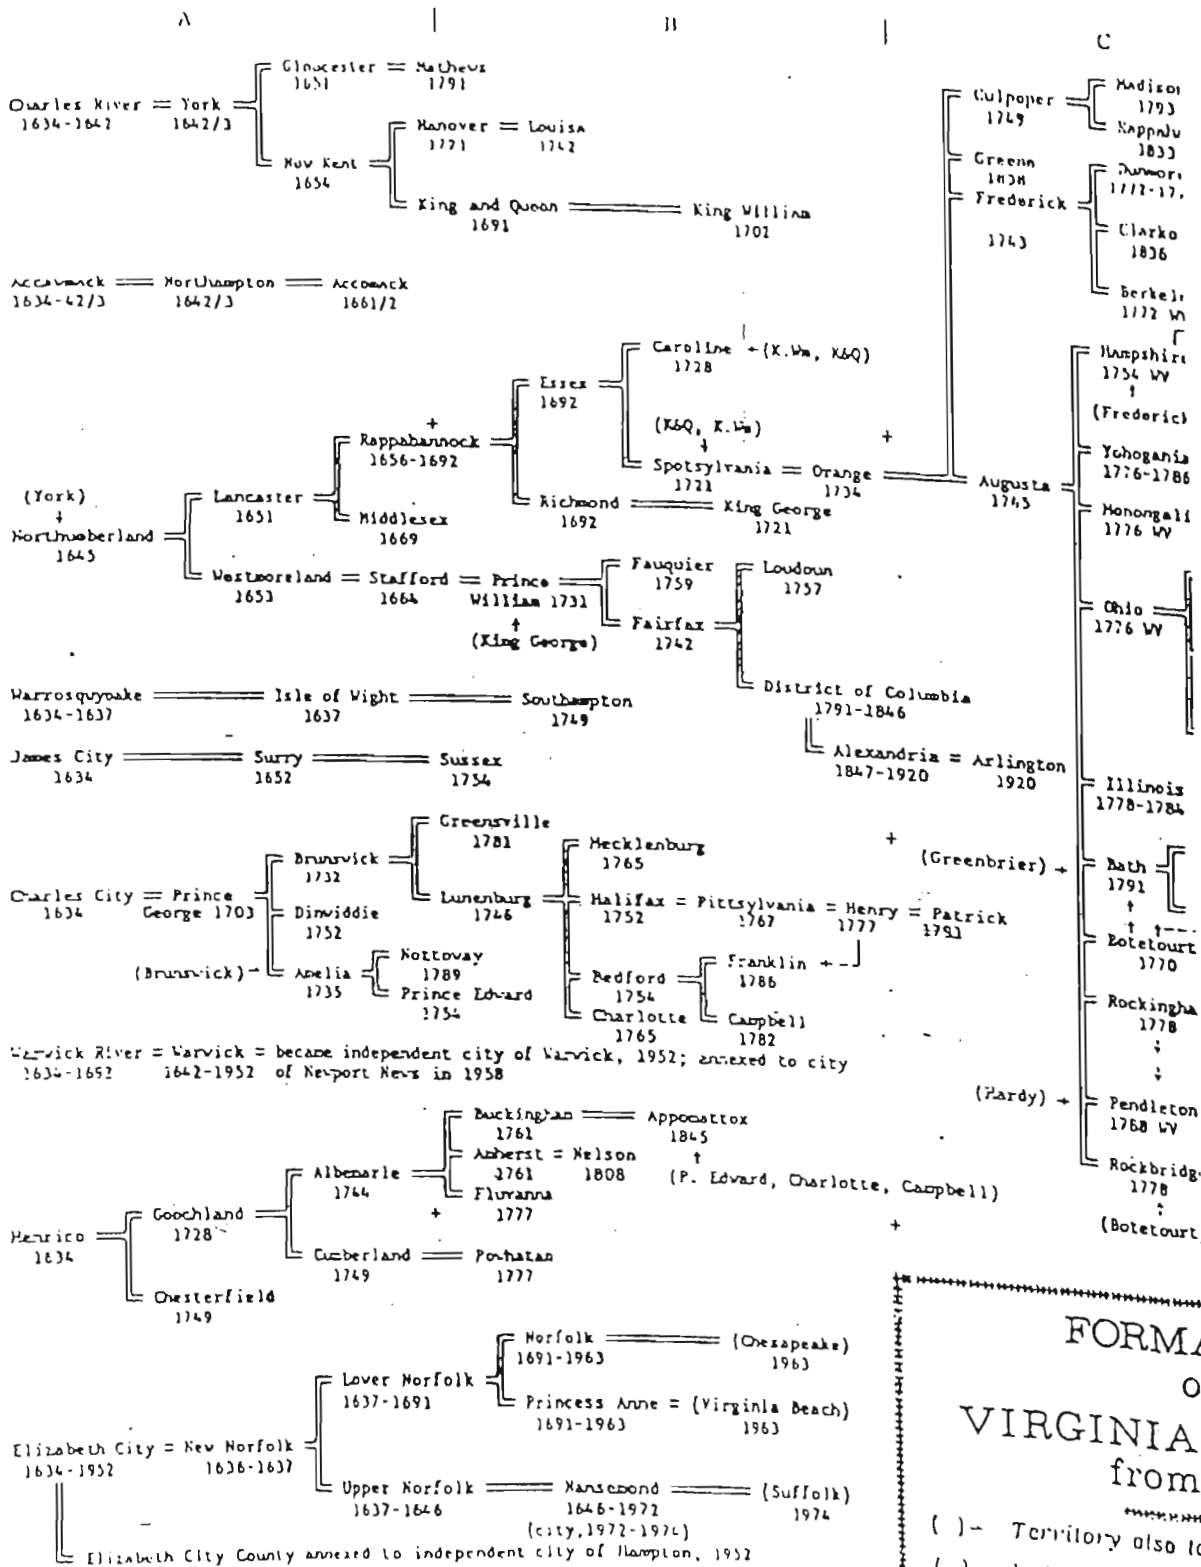 A | B | C
Gloucester = Mathews
1651 1791
Charles River = York
1634-1642 1642/3
Hanover = Louisa
1771 1742
New Kent
1654
King and Queen King William
1691 1702
Culpoper
1749
1793
1833
Greene
1838
Frederick
1743
1772-17
Clarke
1836
1772
Accawmack Northampton Accomack
1634-42/3 1642/3 1661/2
Caroline (K.Wm, K&Q)
1728
Essex
1692
(K&Q, K.Wm)
+
Rappahannock
1656-1692
+
Spotsylvania = Orange
1721 1734
Augusta
1745
Hampshire
1754 WV
(Frederick
Yohogania
1776-1786
1776 WV
(York)
Northumberland
1645
Lancaster
1651
Middlesex
1669
Richmond King George
1692 1721
Westmoreland = Stafford = Prince
1653 1664 William 1731
(King George)
Fauquier
1759
Fairfax
1742
Loudoun
1757
Ohio
1776 WV
District of Columbia
1791-1846
Alexandria = Arlington
1847-1920 1920
Warrosquyoake Isle of Wight Southampton
1634-1637 1637 1749
James City Surry Sussex
1634 1652 1754
Illinois
1778-1784
+
(Greenbrier)
Bath
1791
Botetourt
1770
Greensville
1781
Brunswick
1732
Mecklenburg
1765
Lunenburg
1746
Charles City = Prince
1634 George 1703
Dinwiddie
1752
Halifax = Pittsylvania = Henry = Patrick
1752 1767 1777 1791
(Brunswick)
Amelia
1735
Nottoway
1789
Prince Edward
1754
Bedford
1754
Franklin
1786
Charlotte
1765
Campbell
1782
Rockingha
1778
Warwick River = Warwick = became independent city of Warwick, 1952; annexed to city
1634-1652 1642-1952 of Newport News in 1958
(Hardy)
Pendleton
1768 WV
Rockbridg
1778
(Botetourt
Buckingham Appomattox
1761 1845
Amherst = Nelson
1761 1808
(P. Edward, Charlotte, Campbell)
Albemarle
1744
Fluvanna
1777
+
Goochland
1728
Cumberland Powhatan
1749 1777
Henrico
1634
Chesterfield
1749
+
Norfolk (Chesapeake)
1691-1963 1963
Lower Norfolk
1637-1691
Princess Anne = (Virginia Beach)
1691-1963 1963
Elizabeth City = New Norfolk
1634-1952 1636-1637
Upper Norfolk Nansemond (Suffolk)
1637-1646 1646-1972 1974
(city, 1972-1974)
Elizabeth City County annexed to independent city of Hampton, 1952
FORMA
o
VIRGINIA
from
( )- Territory also